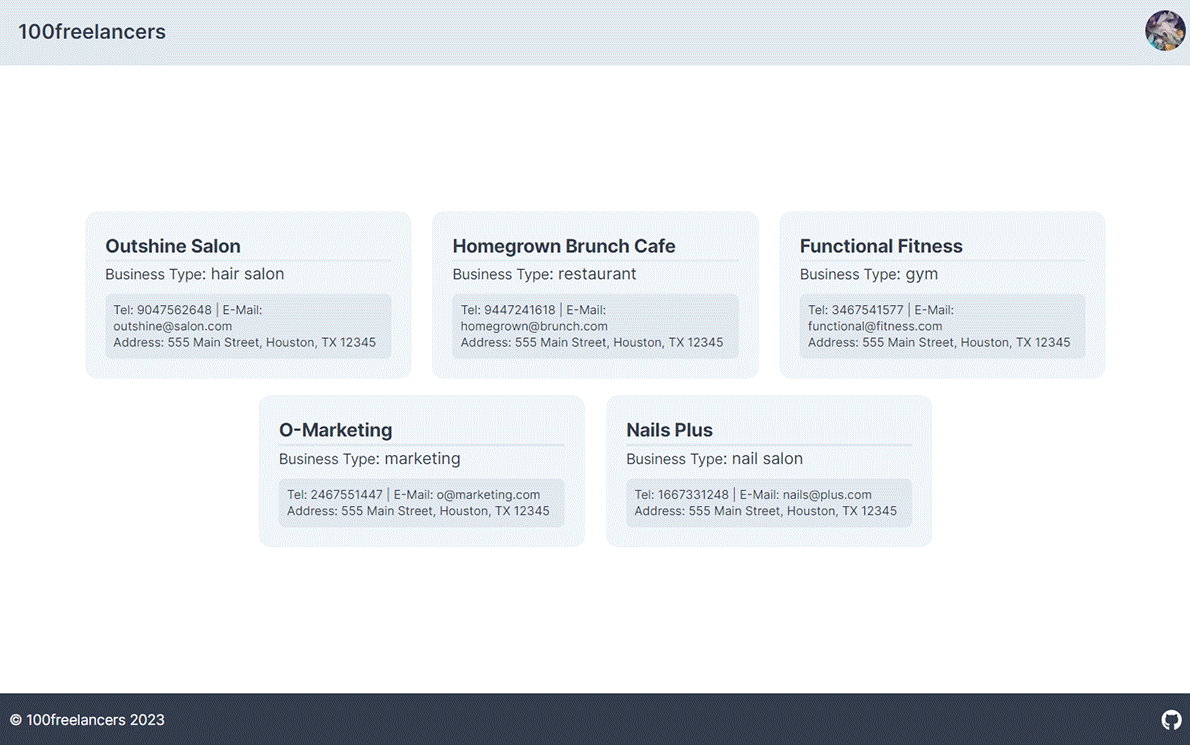 100freelancers
Outshine Salon
Business Type: hair salon
Tel: 9047562648 | E-Mail:
outshine@salon.com
Address: 555 Main Street, Houston, TX 12345
Homegrown Brunch Cafe
Business Type: restaurant
Tel: 9447241618 | E-Mail:
homegrown@brunch.com
Address: 555 Main Street, Houston, TX 12345
Functional Fitness
Business Type: gym
Tel: 3467541577 | E-Mail:
functional@fitness.com
Address: 555 Main Street, Houston, TX 12345
O-Marketing
Business Type: marketing
Tel: 2467551447 | E-Mail: o@marketing.com
Address: 555 Main Street, Houston, TX 12345
Nails Plus
Business Type: nail salon
Tel: 1667331248 | E-Mail: nails@plus.com
Address: 555 Main Street, Houston, TX 12345
© 100freelancers 2023